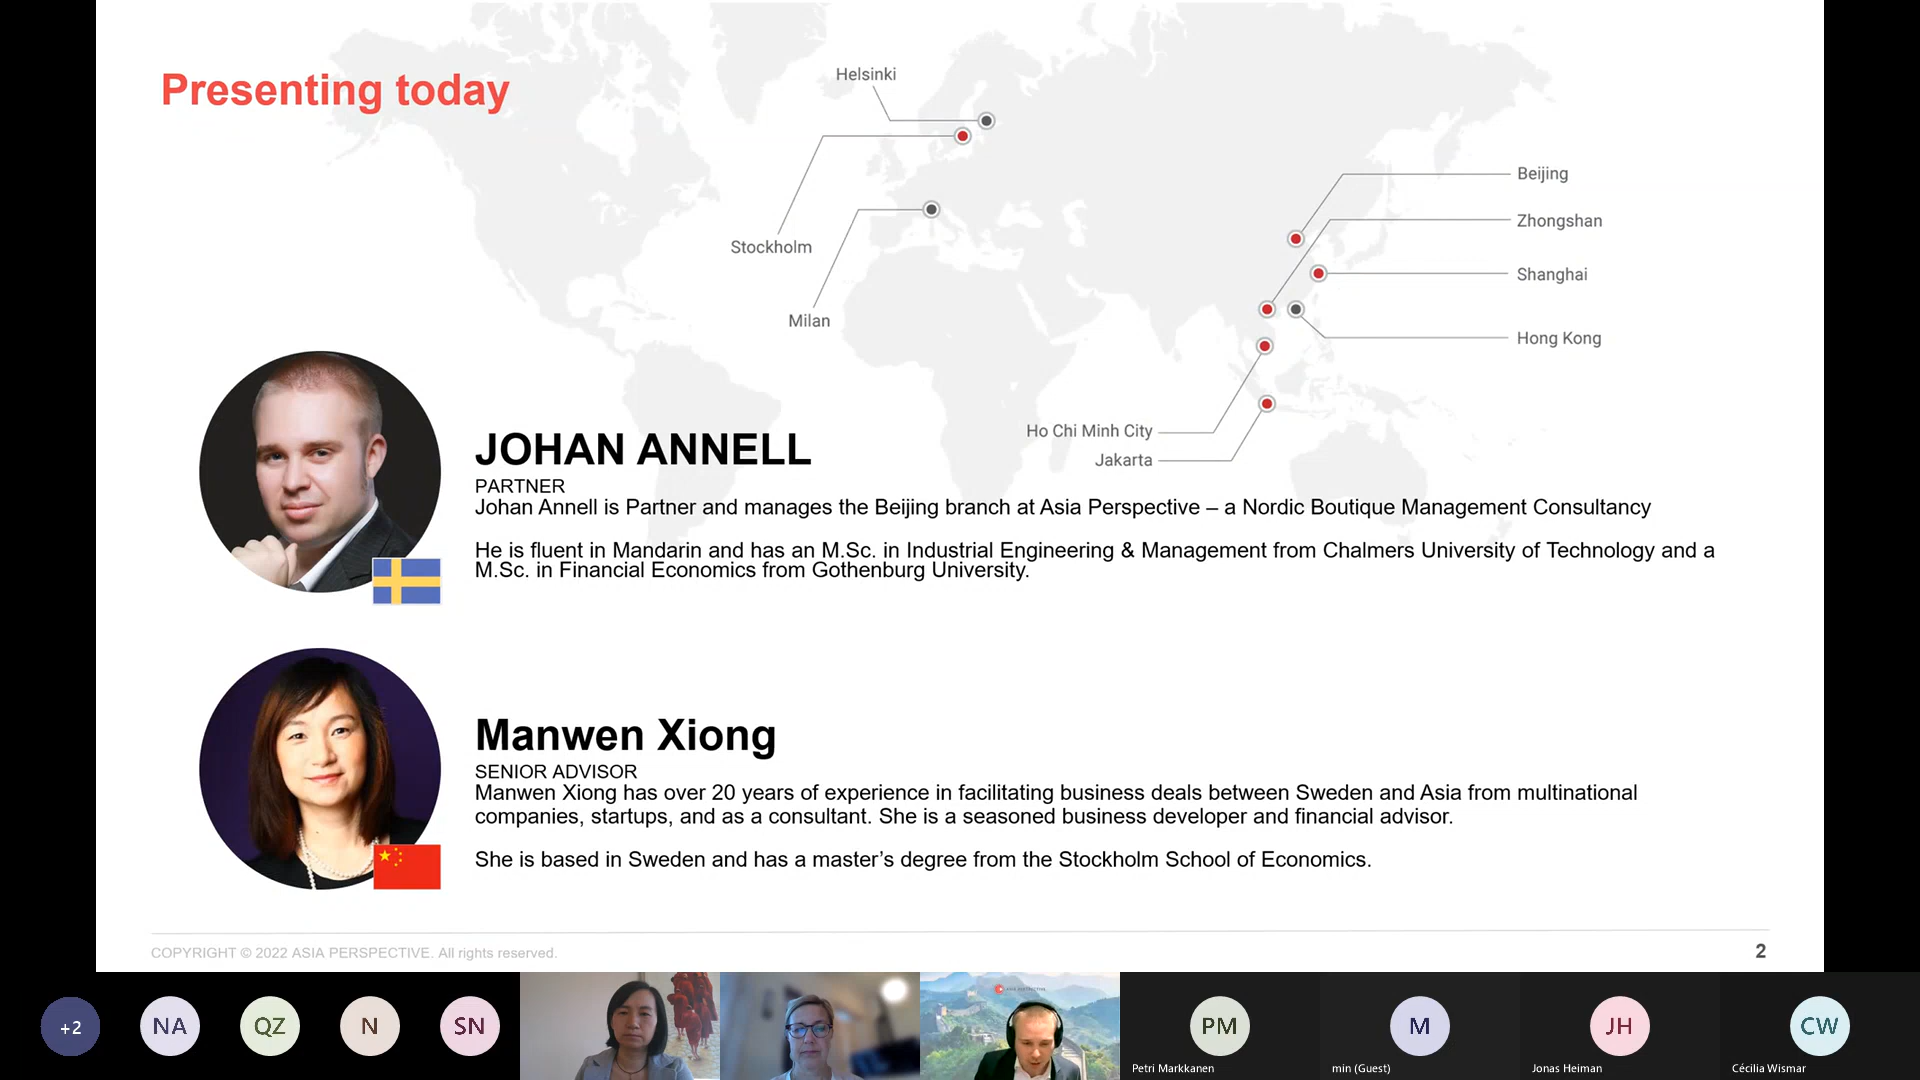 Presenting today
Helsinki
Stockholm
Milan
Beijing
Zhongshan
Shanghai
Hong Kong
Ho Chi Minh City
Jakarta
JOHAN ANNELL
PARTNER
Johan Annell is Partner and manages the Beijing branch at Asia Perspective – a Nordic Boutique Management Consultancy
He is fluent in Mandarin and has an M.Sc. in Industrial Engineering & Management from Chalmers University of Technology and a
M.Sc. in Financial Economics from Gothenburg University.
Manwen Xiong
SENIOR ADVISOR
Manwen Xiong has over 20 years of experience in facilitating business deals between Sweden and Asia from multinational
companies, startups, and as a consultant. She is a seasoned business developer and financial advisor.
She is based in Sweden and has a master’s degree from the Stockholm School of Economics.
COPYRIGHT © 2022 ASIA PERSPECTIVE. All rights reserved.
2
+2
NA
QZ
N
SN
ASIA PERSPECTIVE
PM
Petri Markkanen
M
min (Guest)
JH
Jonas Heiman
CW
Cécilia Wismar